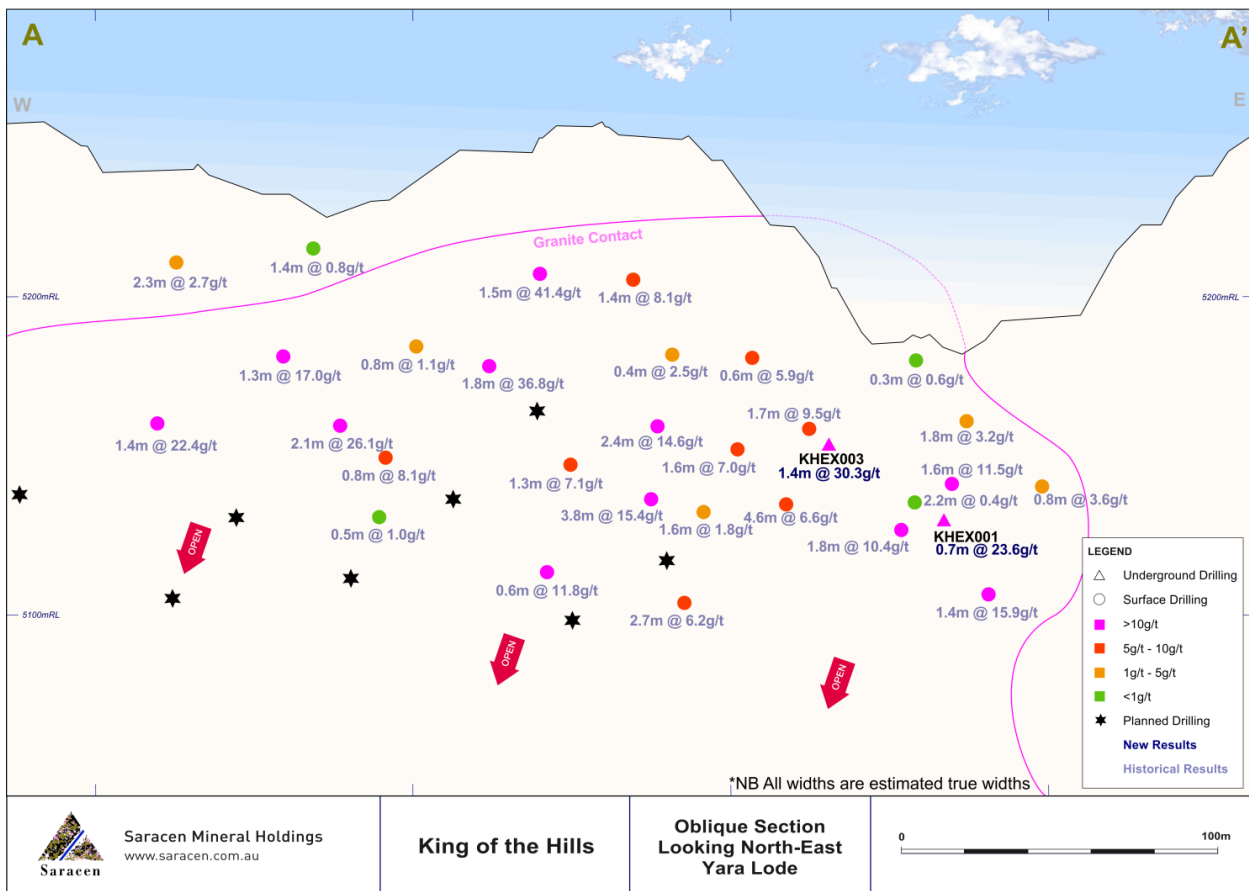 A
A'
W
E
Granite Contact
1.4m @ 0.8g/t
2.3m @ 2.7g/t
1.5m @ 41.4g/t
1.4m @ 8.1g/t
5200mRL
5200mRL
0.8m @ 1.1g/t
1.3m @ 17.0g/t
1.8m @ 36.8g/t
0.4m @ 2.5g/t
0.6m @ 5.9g/t
0.3m @ 0.6g/t
1.7m @ 9.5g/t
1.4m @ 22.4g/t
2.1m @ 26.1g/t
2.4m @ 14.6g/t
1.8m @ 3.2g/t
KHEX003
1.4m @ 30.3g/t
0.8m @ 8.1g/t
1.3m @ 7.1g/t
1.6m @ 7.0g/t
1.6m @ 11.5g/t
2.2m @ 0.4g/t
0.8m @ 3.6g/t
3.8m @ 15.4g/t
4.6m @ 6.6g/t
1.6m @ 1.8g/t
0.5m @ 1.0g/t
1.8m @ 10.4g/t
KHEX001
0.7m @ 23.6g/t
OPEN
0.6m @ 11.8g/t
5100mRL
2.7m @ 6.2g/t
1.4m @ 15.9g/t
OPEN
OPEN
LEGEND
Underground Drilling
Surface Drilling
>10g/t
5g/t - 10g/t
1g/t - 5g/t
<1g/t
Planned Drilling
New Results
Historical Results
*NB All widths are estimated true widths
Saracen
Saracen Mineral Holdings
www.saracen.com.au
King of the Hills
Oblique Section
Looking North-East
Yara Lode
0
100m